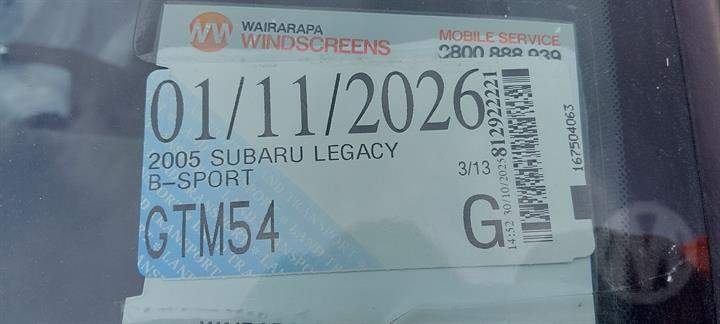 WAIRARAPA
WINDSCREENS
MOBILE SERVICE
0800 888 939
01/11/2026
2005 SUBARU LEGACY
B-SPORT
3/13
GTM54
G
14:52 30/10/2025
812922221
167504063